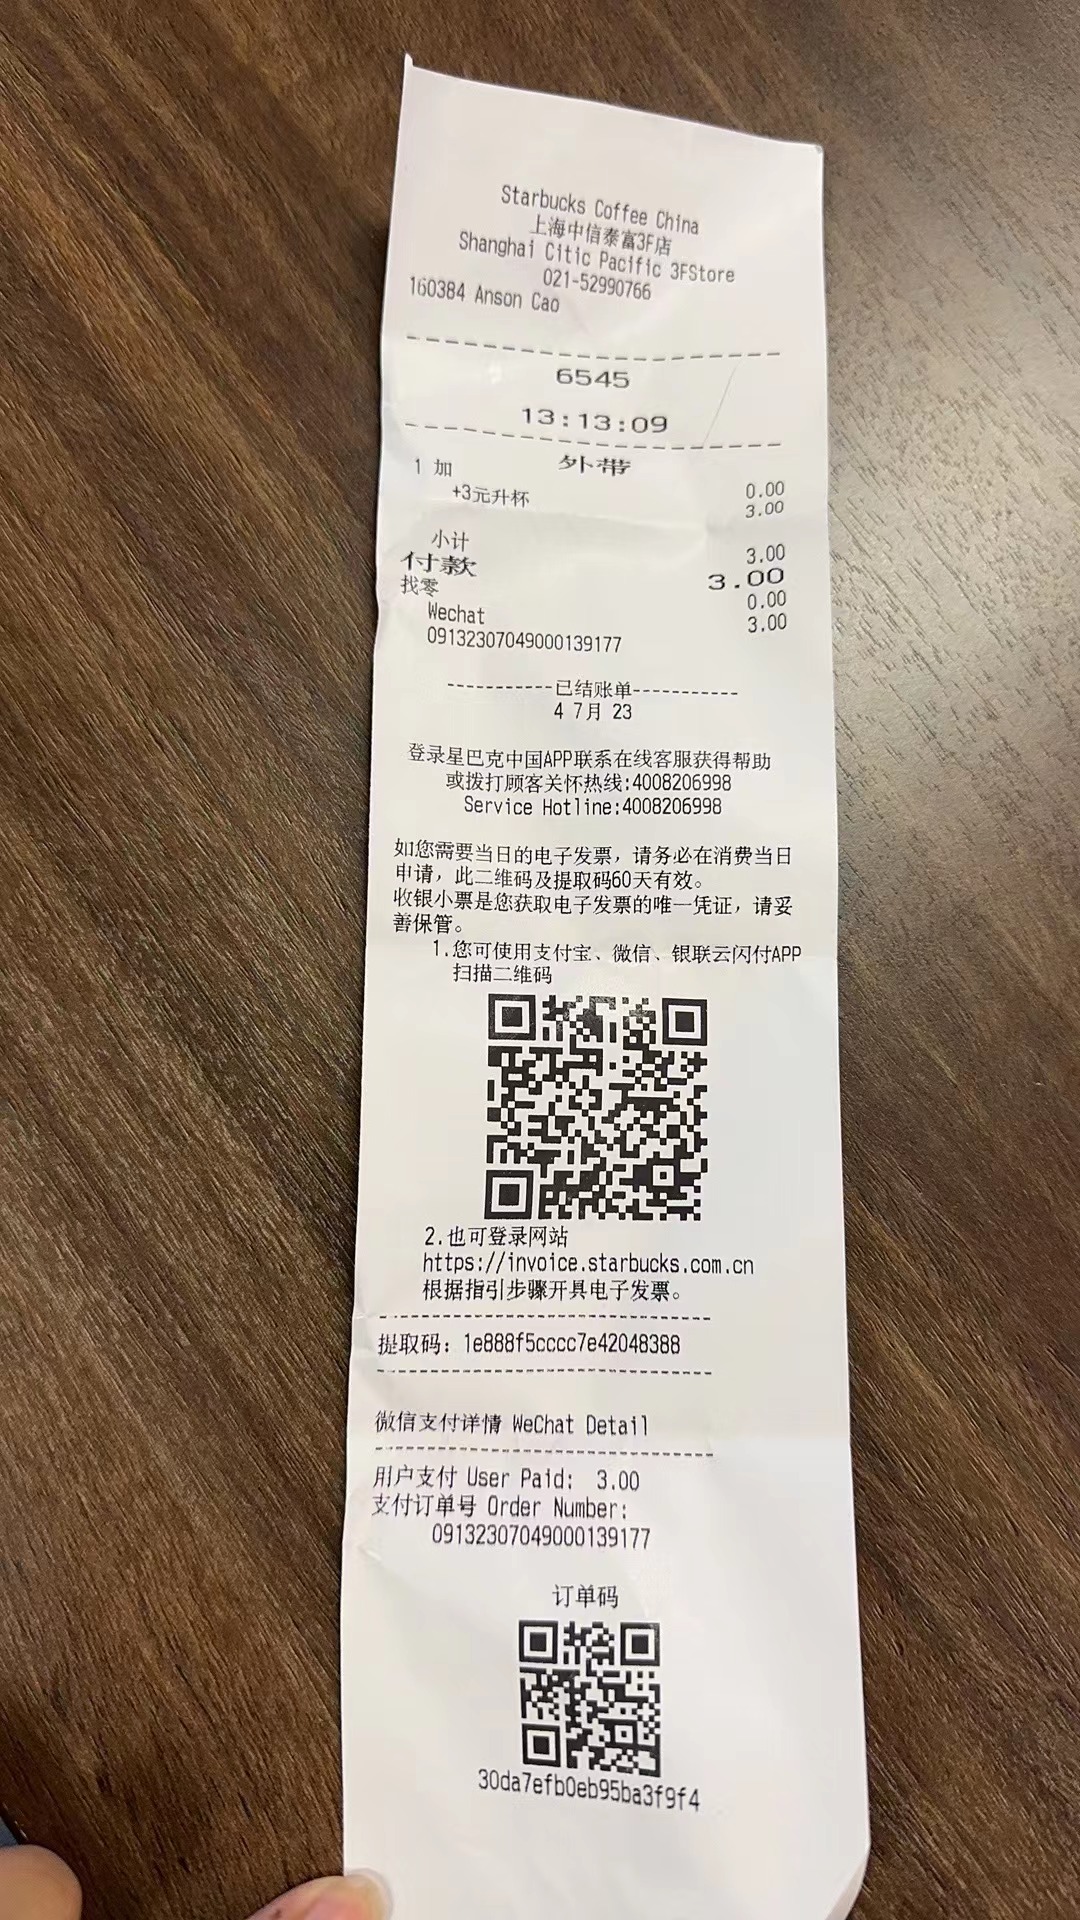 Starbucks Coffee China
上海中信泰富3F店
Shanghai Citic Pacific 3FStore
021-52990766
160384 Anson Cao
6545
13:13:09
外带
1 加 0.00
+3元升杯 3.00
小计 3.00
付款 3.00
找零 0.00
Wechat 3.00
09132307049000139177
-----------已结账单-----------
4 7月 23
登录星巴克中国APP联系在线客服获得帮助
或拨打顾客关怀热线:4008206998
Service Hotline:4008206998
如您需要当日的电子发票，请务必在消费当日
申请，此二维码及提取码60天有效。
收银小票是您获取电子发票的唯一凭证，请妥
善保管。
1.您可使用支付宝、微信、银联云闪付APP
扫描二维码
2.也可登录网站
https://invoice.starbucks.com.cn
根据指引步骤开具电子发票。
提取码：1e888f5cccc7e42048388
微信支付详情 WeChat Detail
用户支付 User Paid: 3.00
支付订单号 Order Number:
09132307049000139177
订单码
30da7efb0eb95ba3f9f4